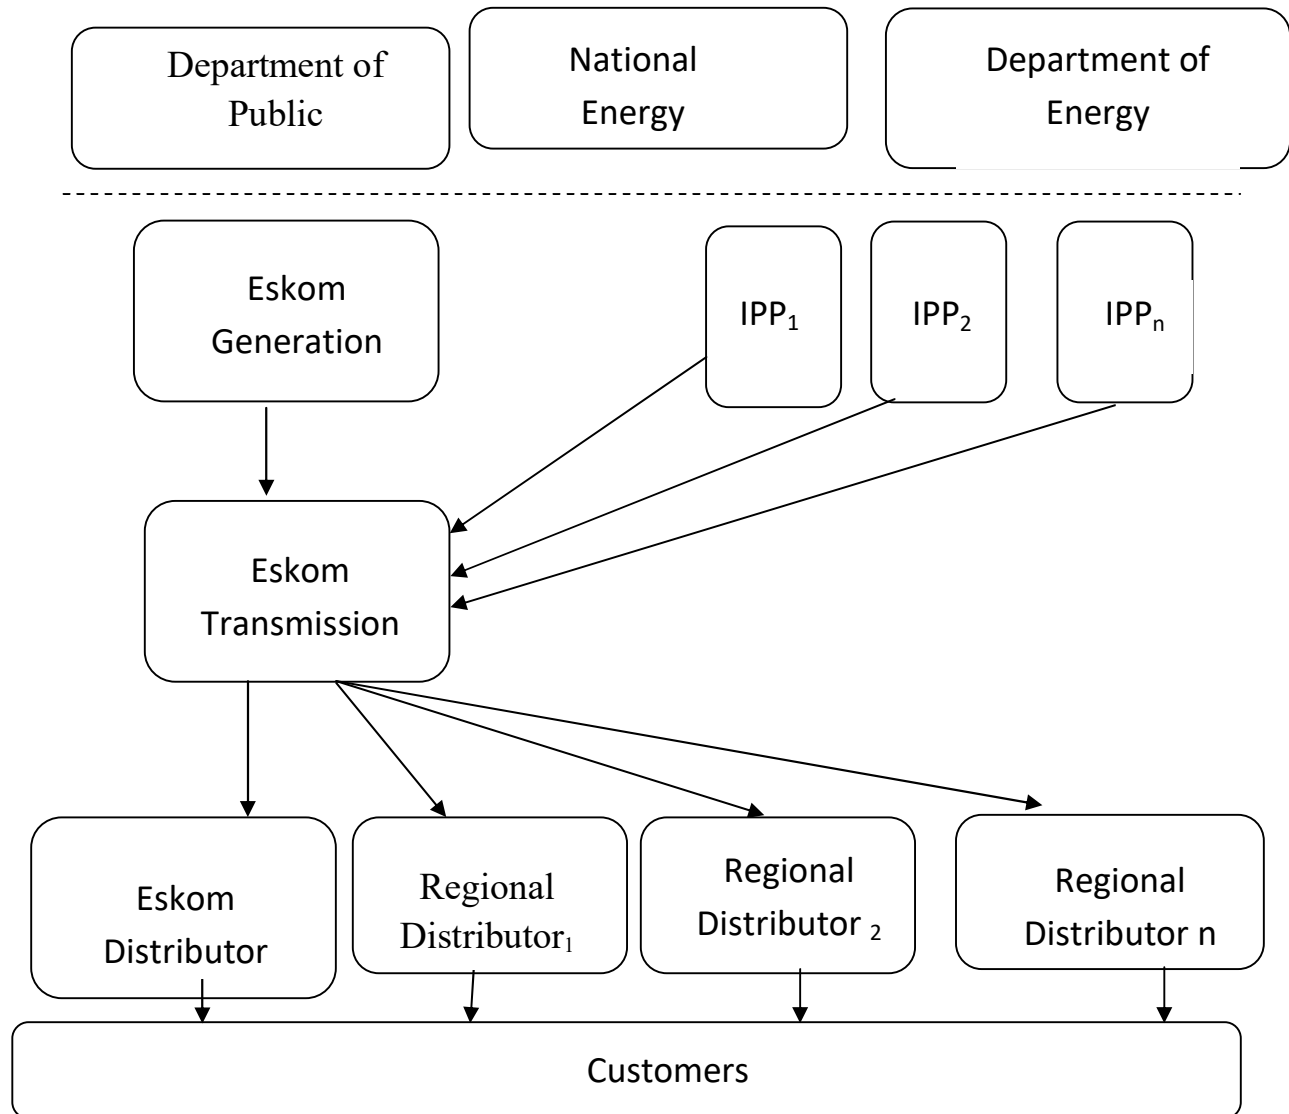 Department of
Public
National
Energy
Department of
Energy
Eskom
Generation
IPP₁
IPP₂
IPPₙ
Eskom
Transmission
Eskom
Distributor
Regional
Distributor₁
Regional
Distributor ₂
Regional
Distributor n
Customers